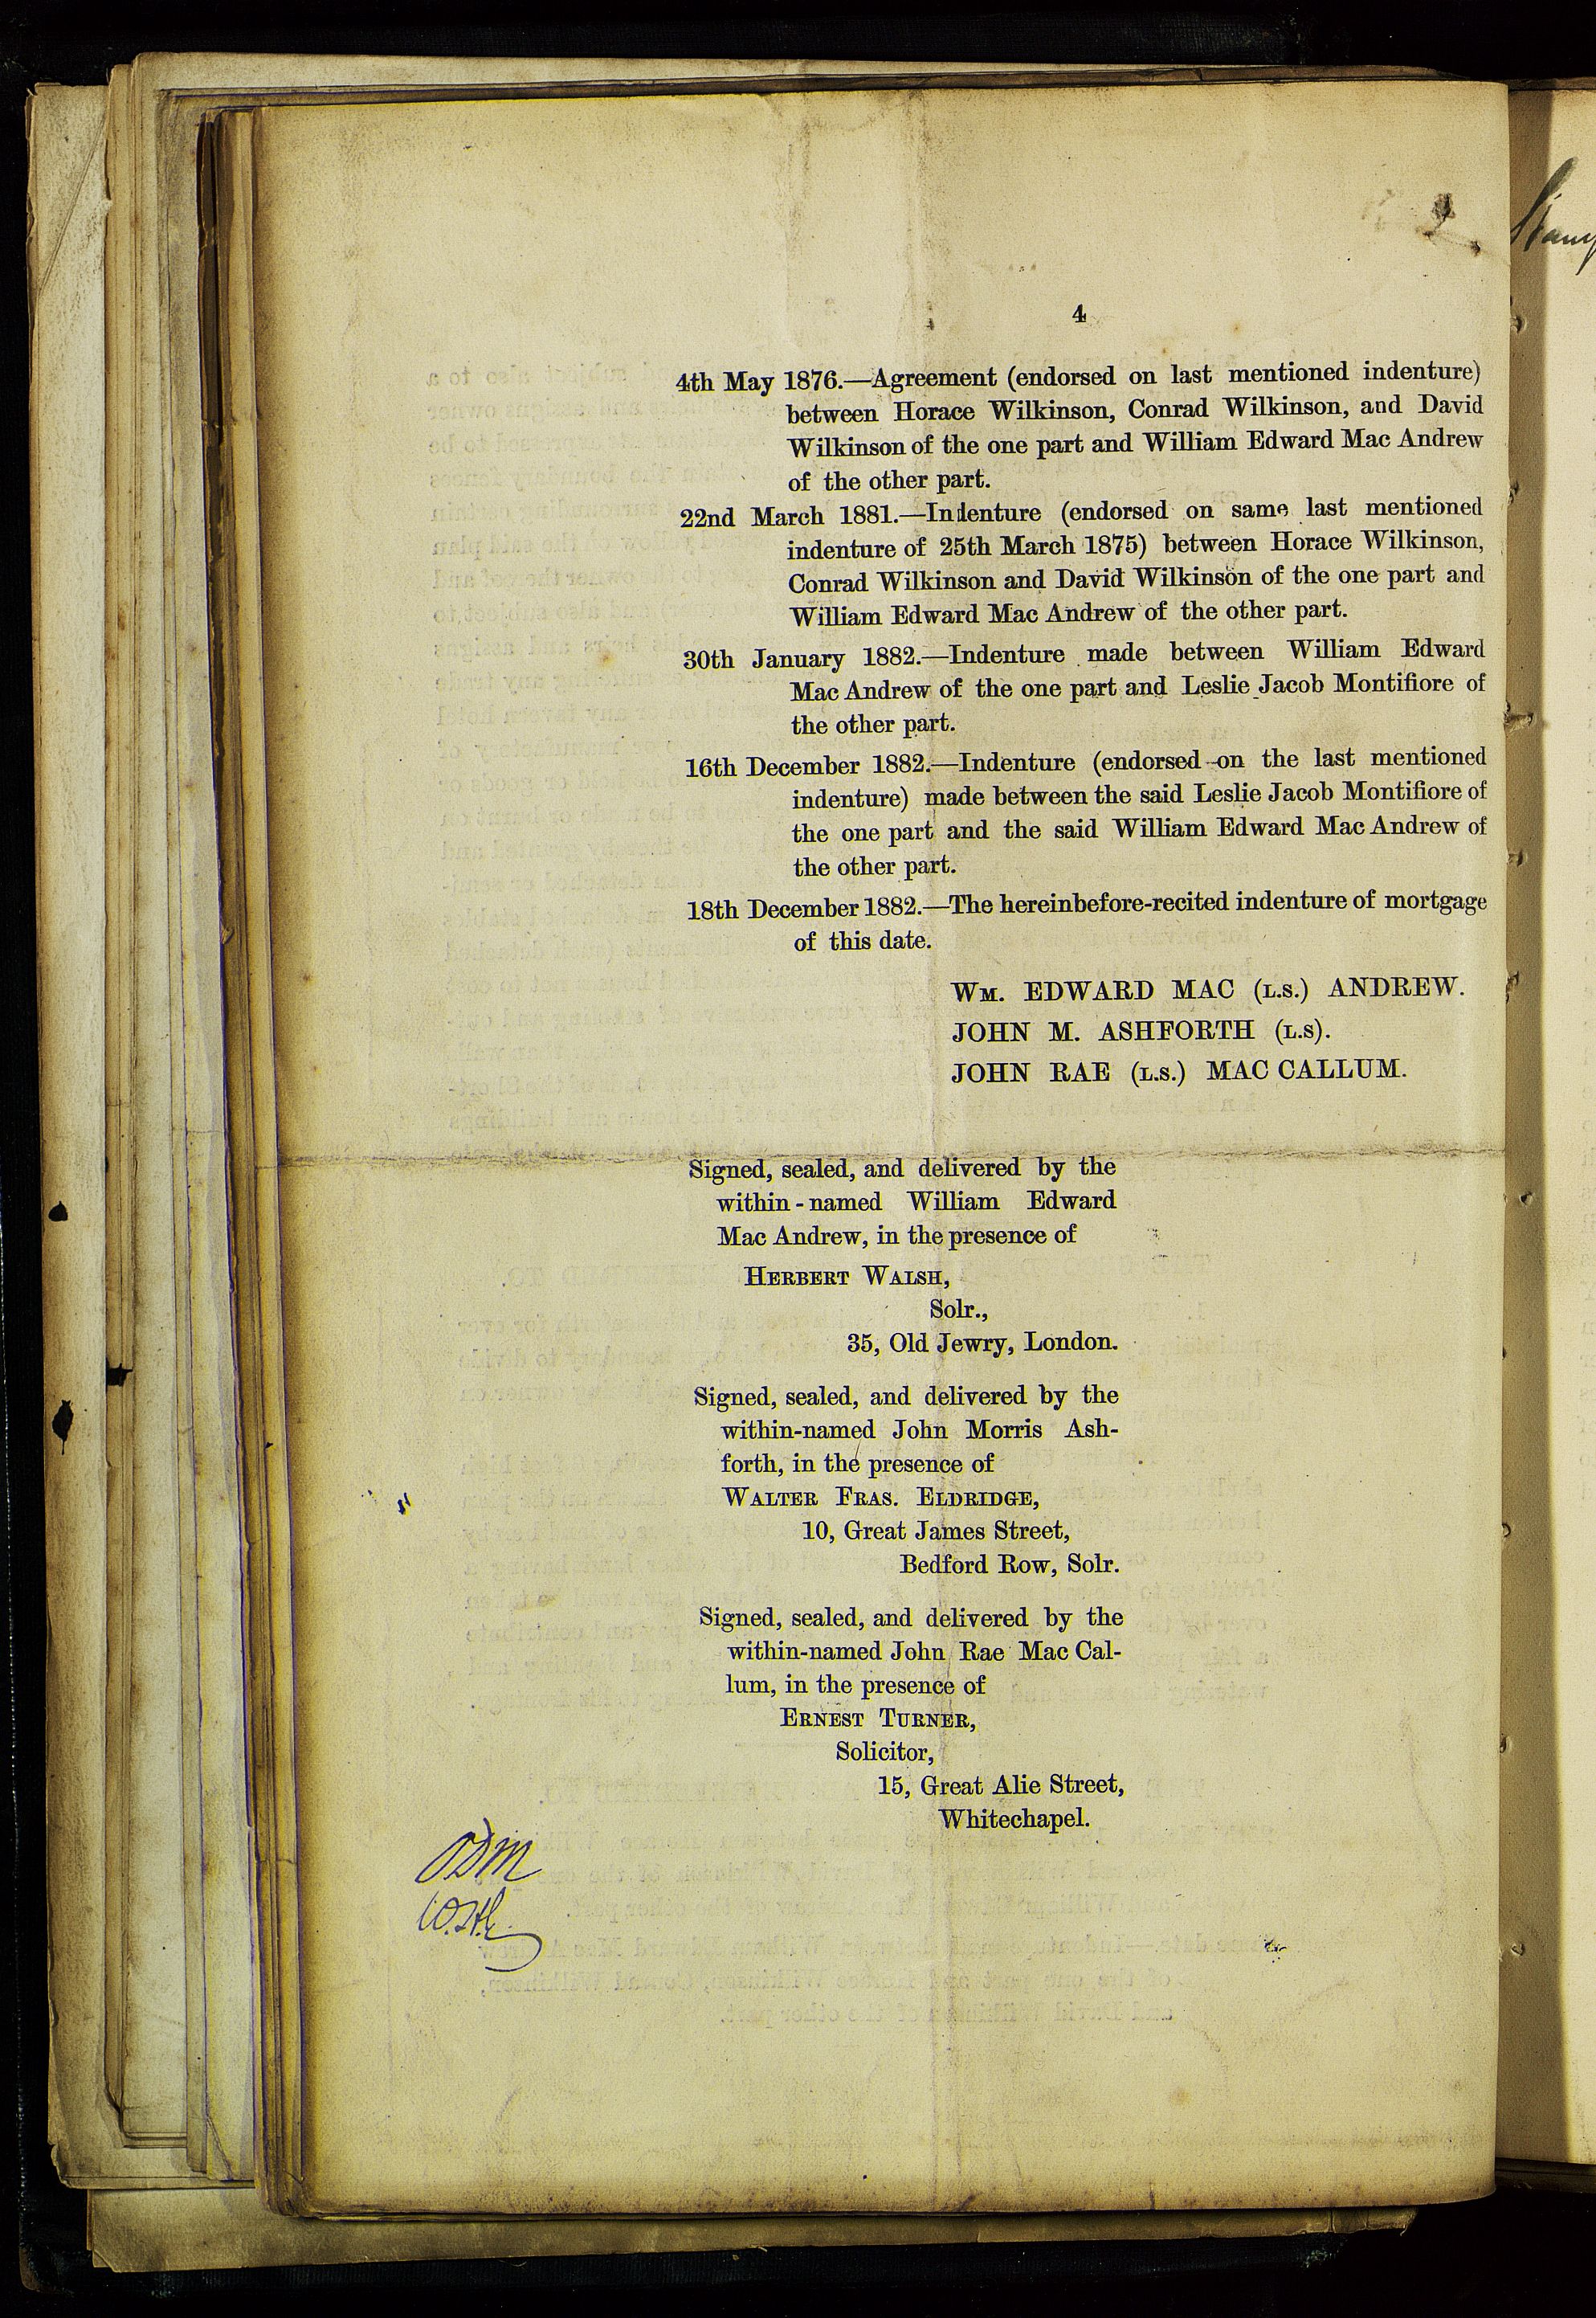 4
4th May 1876.—Agreement (endorsed on last mentioned indenture)
between Horace Wilkinson, Conrad Wilkinson, and David
Wilkinson of the one part and William Edward Mac Andrew
of the other part.
22nd March 1881.—Indenture (endorsed on same last mentioned
indenture of 25th March 1875) between Horace Wilkinson,
Conrad Wilkinson and David Wilkinson of the one part and
William Edward Mac Andrew of the other part.
30th January 1882.—Indenture made between William Edward
Mac Andrew of the one part and Leslie Jacob Montifiore of
the other part.
16th December 1882.—Indenture (endorsed on the last mentioned
indenture) made between the said Leslie Jacob Montifiore of
the one part and the said William Edward Mac Andrew of
the other part.
18th December 1882.—The hereinbefore-recited indenture of mortgage
of this date.
WM. EDWARD MAC (L.S.) ANDREW.
JOHN M. ASHFORTH (L.S).
JOHN RAE (L.S.) MAC CALLUM.
Signed, sealed, and delivered by the
within-named William Edward
Mac Andrew, in the presence of
HERBERT WALSH,
Solr.,
35, Old Jewry, London.
Signed, sealed, and delivered by the
within-named John Morris Ash-
forth, in the presence of
WALTER FRAS. ELDRIDGE,
10, Great James Street,
Bedford Row, Solr.
Signed, sealed, and delivered by the
within-named John Rae Mac Cal-
lum, in the presence of
ERNEST TURNER,
Solicitor,
15, Great Alie Street,
Whitechapel.